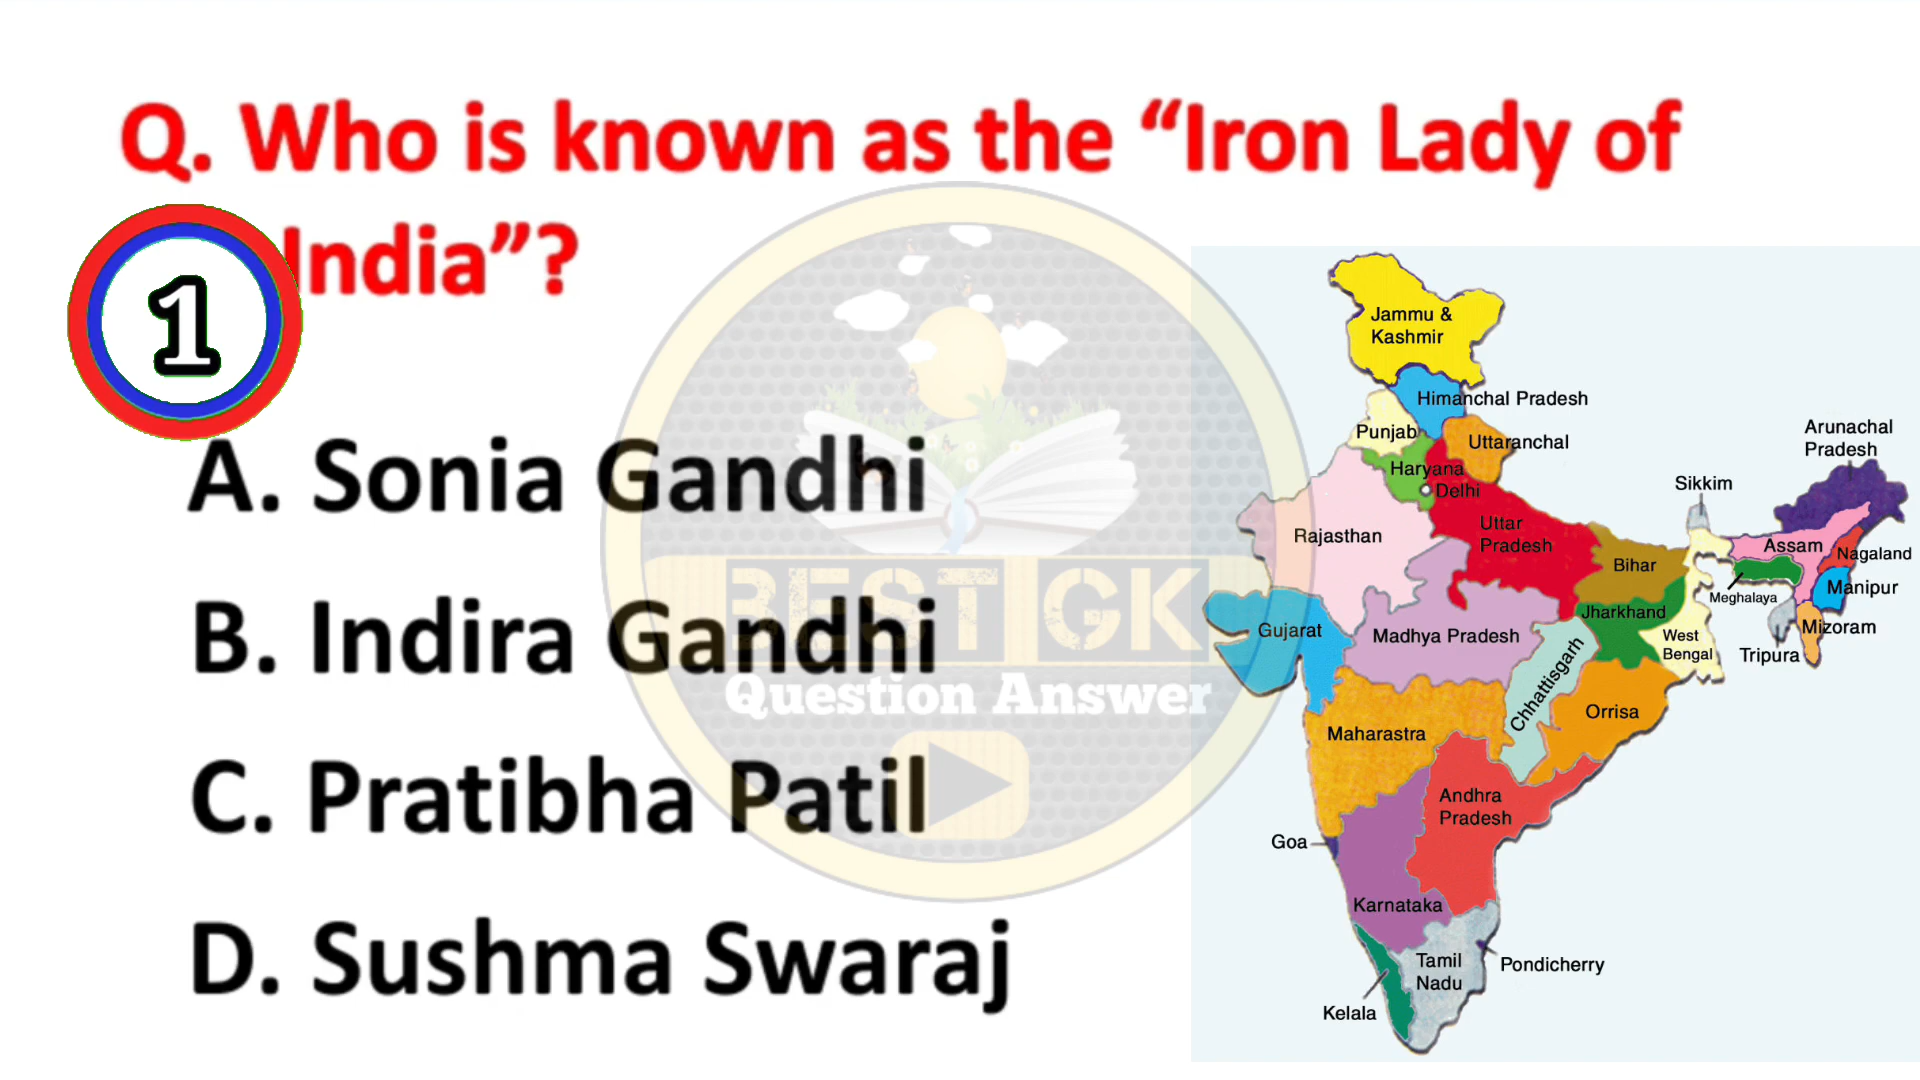 Q. Who is known as the “Iron Lady of
India”?
1
A. Sonia Gandhi
B. Indira Gandhi
C. Pratibha Patil
D. Sushma Swaraj
BEST GK
Question Answer
Jammu &
Kashmir
Himanchal Pradesh
Punjab
Uttaranchal
Haryana
Delhi
Arunachal
Pradesh
Sikkim
Rajasthan
Uttar
Pradesh
Bihar
Assam
Nagaland
Meghalaya
Manipur
Jharkhand
Gujarat
Madhya Pradesh
West
Bengal
Mizoram
Tripura
Chhattisgarh
Orrisa
Maharastra
Andhra
Pradesh
Goa
Karnataka
Tamil
Nadu
Pondicherry
Kelala